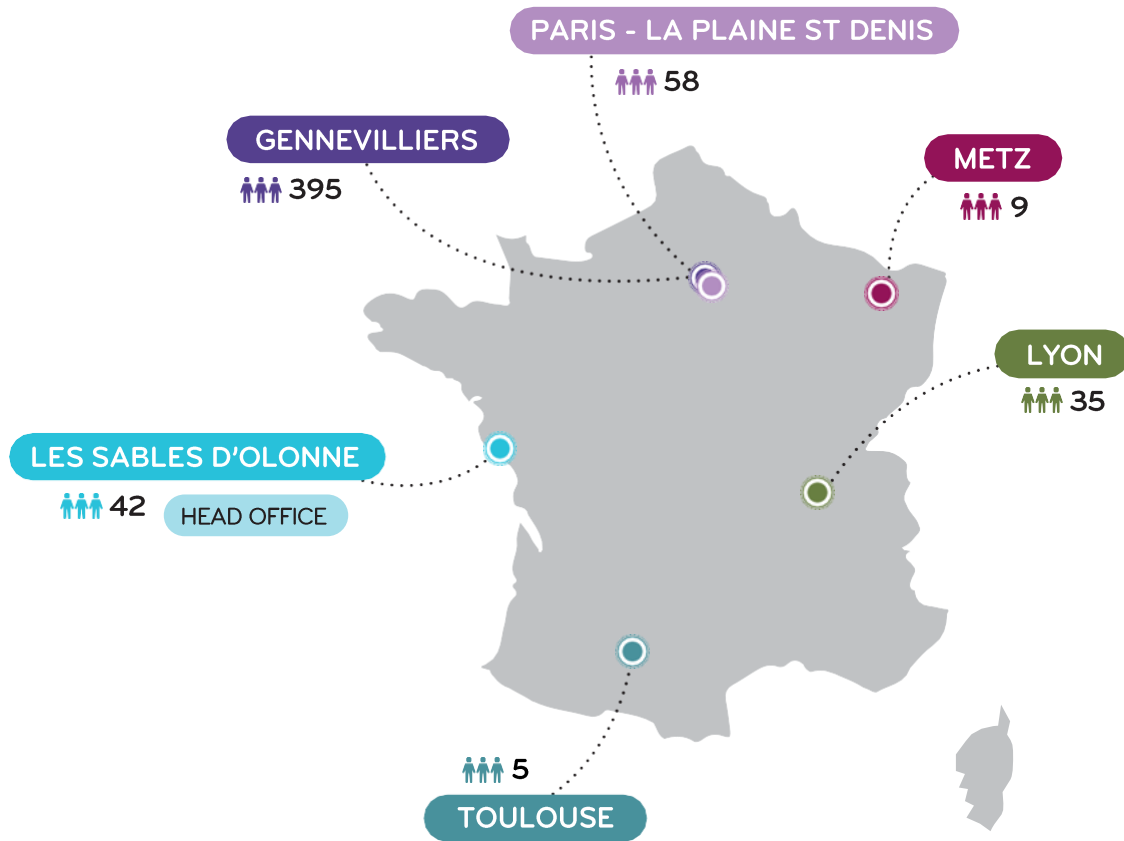 PARIS - LA PLAINE ST DENIS
58
GENNEVILLIERS
395
METZ
9
LYON
35
LES SABLES D'OLONNE
42
HEAD OFFICE
5
TOULOUSE